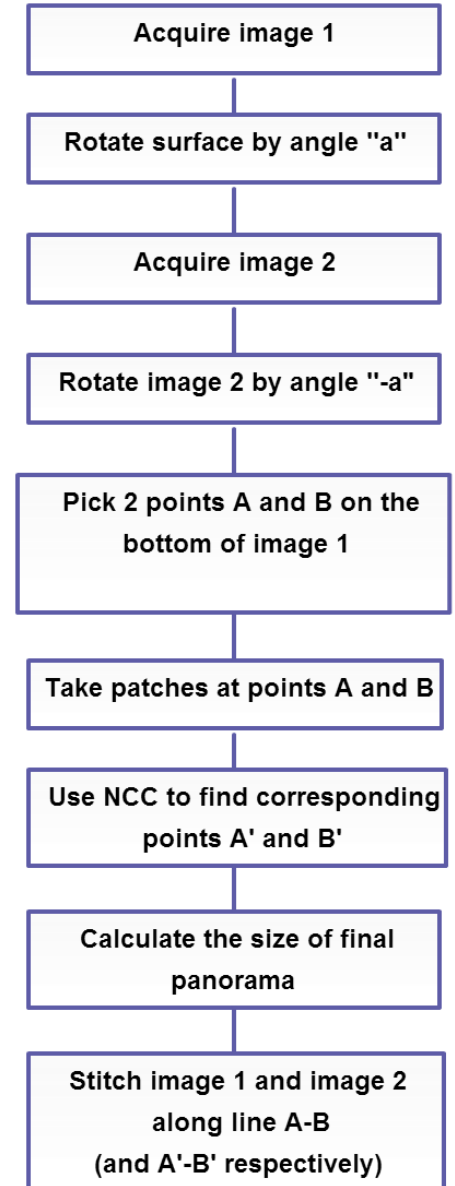 Acquire image 1
Rotate surface by angle "a"
Acquire image 2
Rotate image 2 by angle "-a"
Pick 2 points A and B on the
bottom of image 1
Take patches at points A and B
Use NCC to find corresponding
points A' and B'
Calculate the size of final
panorama
Stitch image 1 and image 2
along line A-B
(and A'-B' respectively)